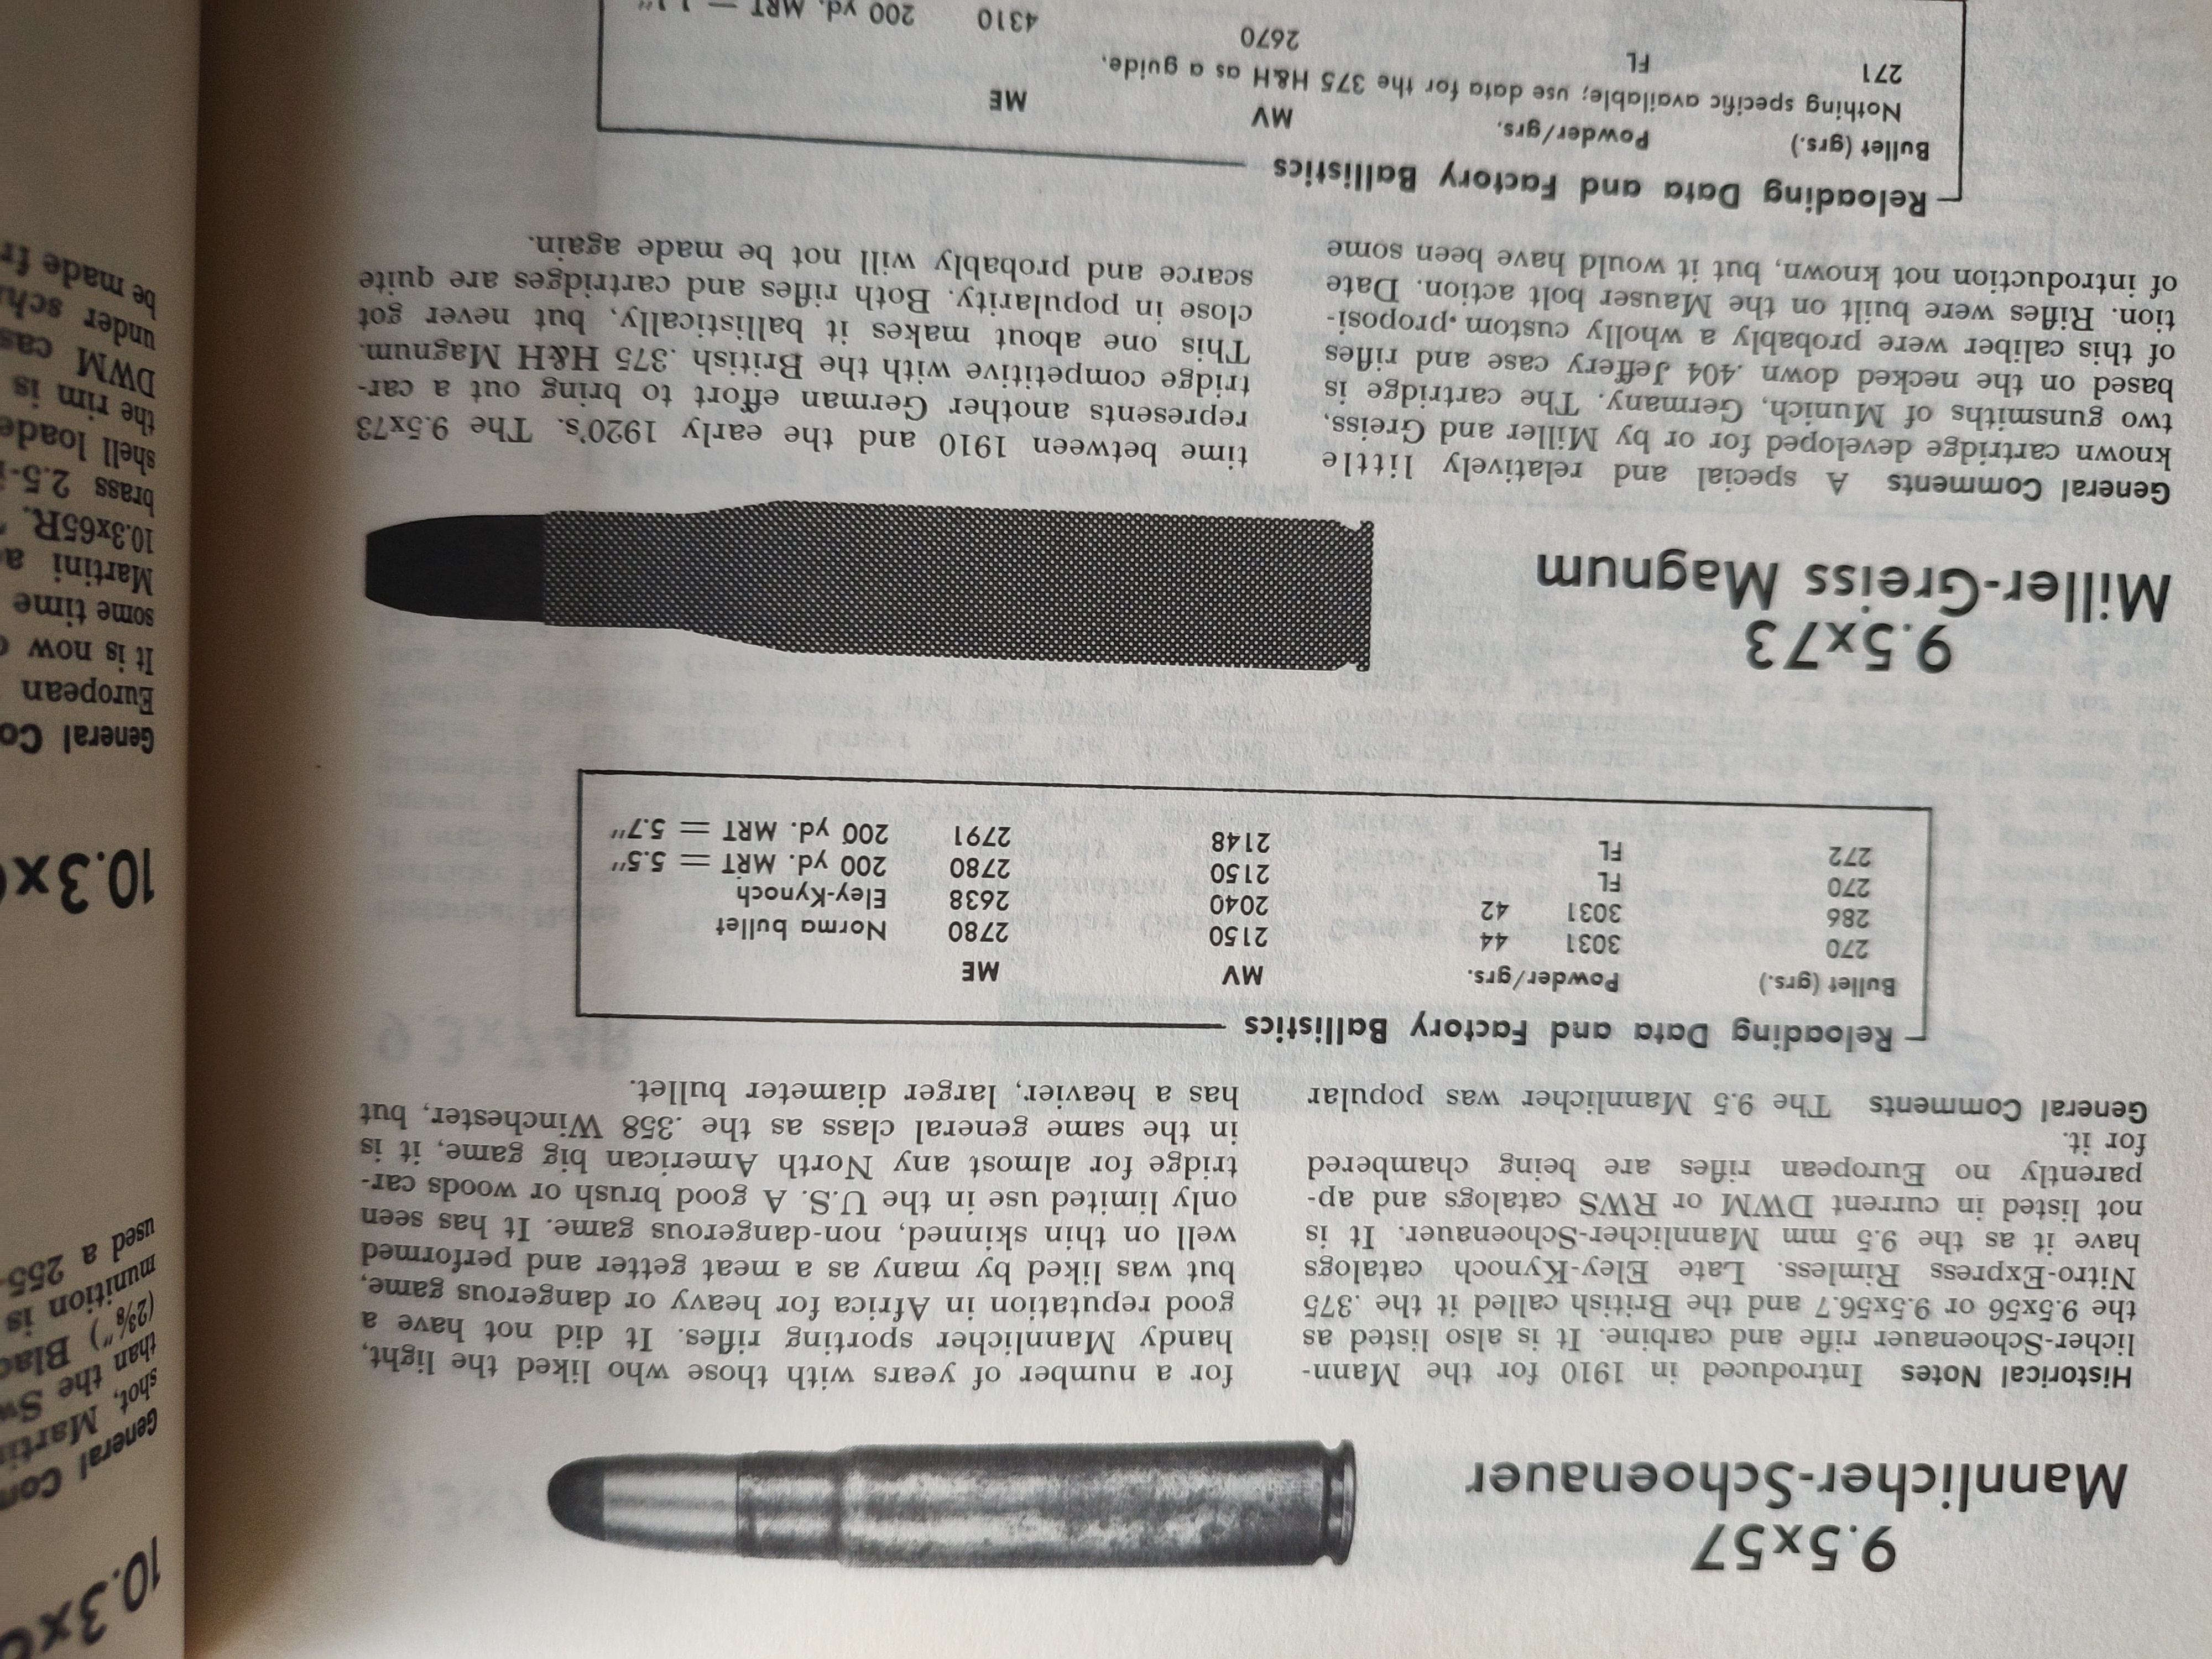 9.5x57
Mannlicher-Schoenauer
Historical Notes Introduced in 1910 for the Mann-
licher-Schoenauer rifle and carbine. It is also listed as
the 9.5x56 or 9.5x56.7 and the British called it the .375
Nitro-Express Rimless. Late Eley-Kynoch catalogs
have it as the 9.5 mm Mannlicher-Schoenauer. It is
not listed in current DWM or RWS catalogs and ap-
parently no European rifles are being chambered
for it.
General Comments The 9.5 Mannlicher was popular
for a number of years with those who liked the light,
handy Mannlicher sporting rifles. It did not have a
good reputation in Africa for heavy or dangerous game,
but was liked by many as a meat getter and performed
well on thin skinned, non-dangerous game. It has seen
only limited use in the U.S. A good brush or woods car-
tridge for almost any North American big game, it is
in the same general class as the .358 Winchester, but
has a heavier, larger diameter bullet.
Reloading Data and Factory Ballistics
Bullet (grs.) Powder/grs. MV ME
270 3031 44 2150 2780 Norma bullet
286 3031 42 2040 2638 Eley-Kynoch
270 FL 2150 2780 200 yd. MRT = 5.5"
272 FL 2148 2791 200 yd. MRT = 5.7"
9.5x73
Miller-Greiss Magnum
General Comments A special and relatively little
known cartridge developed for or by Miller and Greiss,
two gunsmiths of Munich, Germany. The cartridge is
based on the necked down .404 Jeffery case and rifles
of this caliber were probably a wholly custom proposi-
tion. Rifles were built on the Mauser bolt action. Date
of introduction not known, but it would have been some
time between 1910 and the early 1920's. The 9.5x73
represents another German effort to bring out a car-
tridge competitive with the British .375 H&H Magnum.
This one about makes it ballistically, but never got
close in popularity. Both rifles and cartridges are quite
scarce and probably will not be made again.
Reloading Data and Factory Ballistics
Bullet (grs.) Powder/grs. MV ME
Nothing specific available; use data for the 375 H&H as a guide.
271 FL 2670 4310 200 yd. MRT =
10.3x
General Com
shot, Marti
than the Sw
(2⅜") Blac
munition is
used a 255-
10.3x
General Co
European
It is now
some time
Martini a
10.3x65R.
brass 2.5-
shell loade
the rim is
DWM cas
under sch
be made fr